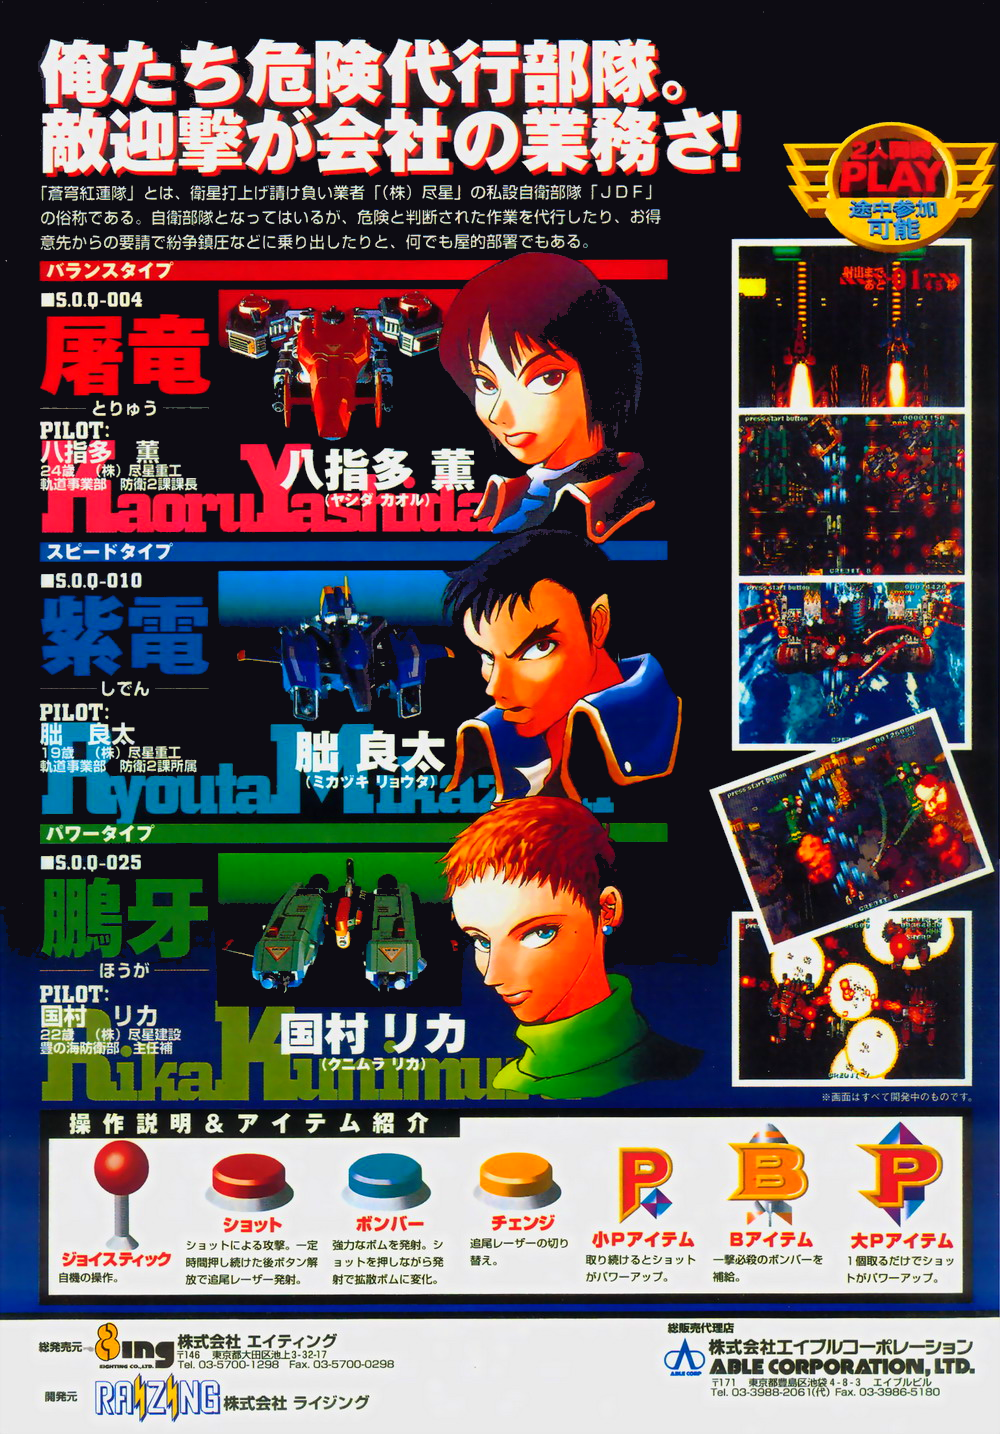 俺たち危険代行部隊。
敵迎撃が会社の業務さ!
「蒼穹紅蓮隊」とは、衛星打上げ請け負い業者「(株)尽星」の私設自衛部隊「JDF」
の俗称である。自衛部隊となってはいるが、危険と判断された作業を代行したり、お得
意先からの要請で紛争鎮圧などに乗り出したりと、何でも屋的部署でもある。
2人同時
PLAY
途中参加
可能
バランスタイプ
■S.O.Q-004
屠竜
とりゅう
PILOT:
八指多 薫
24歳 (株)尽星重工
軌道事業部 防衛2課課長
Kaoru Yashida
八指多 薫
(ヤシダ カオル)
スピードタイプ
■S.O.Q-010
紫電
しでん
PILOT:
朏 良太
19歳 (株)尽星重工
軌道事業部 防衛2課所属
Ryouta
朏 良太
(ミカヅキ リョウタ)
パワータイプ
■S.O.Q-025
鵬牙
ほうが
PILOT:
国村 リカ
22歳 (株)尽星建設
豊の海防衛部 主任補
Rika
国村 リカ
(クニムラ リカ)
射出まで
あと 01 秒
press start button
CREDIT 0
press start button
press start button
CREDIT 0
※画面はすべて開発中のものです。
操作説明&アイテム紹介
ジョイスティック
自機の操作。
ショット
ショットによる攻撃。一定
時間押し続けた後ボタン解
放で追尾レーザー発射。
ボンバー
強力なボムを発射。シ
ョットを押しながら発
射で拡散ボムに変化。
チェンジ
追尾レーザーの切り
替え。
P
小Pアイテム
取り続けるとショット
がパワーアップ。
B
Bアイテム
一撃必殺のボンバーを
補給。
P
大Pアイテム
1個取るだけでショッ
トがパワーアップ。
総発売元
8ing
EIGHTING CO.,LTD.
株式会社 エイティング
〒146 東京都大田区池上3-32-17
Tel. 03-5700-1298 Fax. 03-5700-0298
開発元
RAIZING
株式会社 ライジング
総販売代理店
ABLE CORP
株式会社エイブルコーポレーション
ABLE CORPORATION, LTD.
〒171 東京都豊島区池袋4-8-3 エイブルビル
Tel. 03-3988-2061(代) Fax. 03-3986-5180